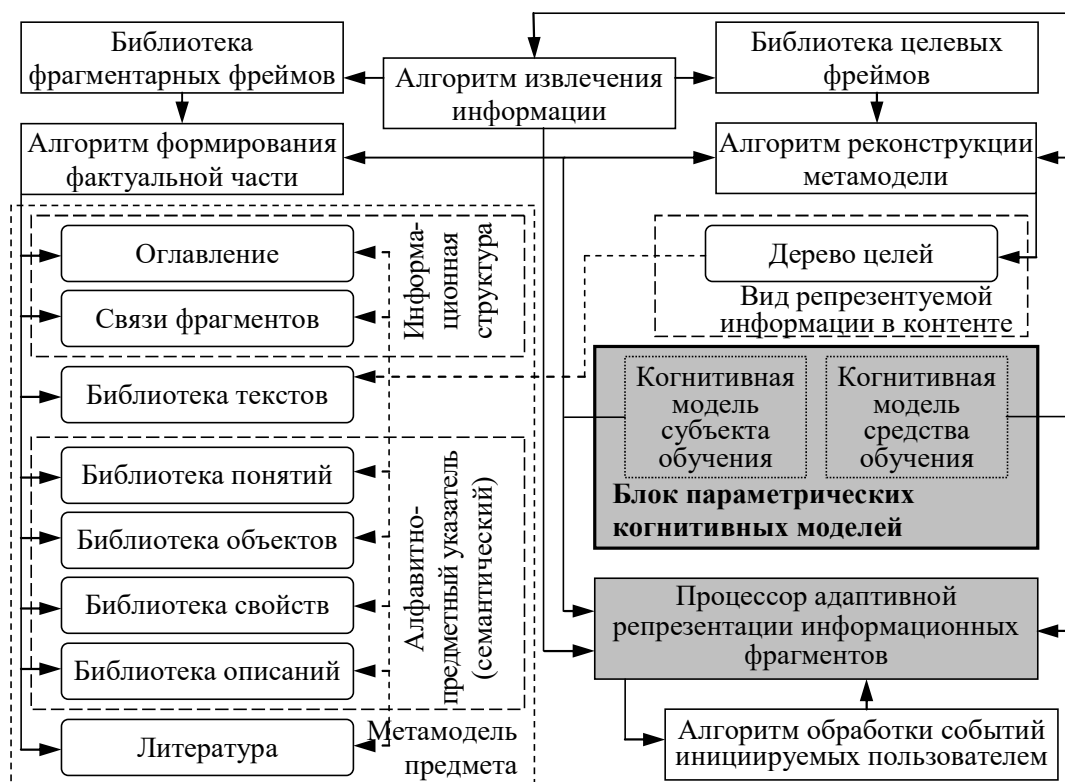 Библиотека
фрагментарных фреймов
Алгоритм извлечения
информации
Библиотека целевых
фреймов
Алгоритм формирования
фактуальной части
Алгоритм реконструкции
метамодели
Оглавление
Связи фрагментов
Информа-
ционная
структура
Дерево целей
Вид репрезентуемой
информации в контенте
Библиотека текстов
Когнитивная
модель
субъекта
обучения
Когнитивная
модель
средства
обучения
Блок параметрических
когнитивных моделей
Библиотека понятий
Библиотека объектов
Библиотека свойств
Библиотека описаний
Алфавитно-
предметный указатель
(семантический)
Процессор адаптивной
репрезентации информационных
фрагментов
Литература
Метамодель
предмета
Алгоритм обработки событий
инициируемых пользователем